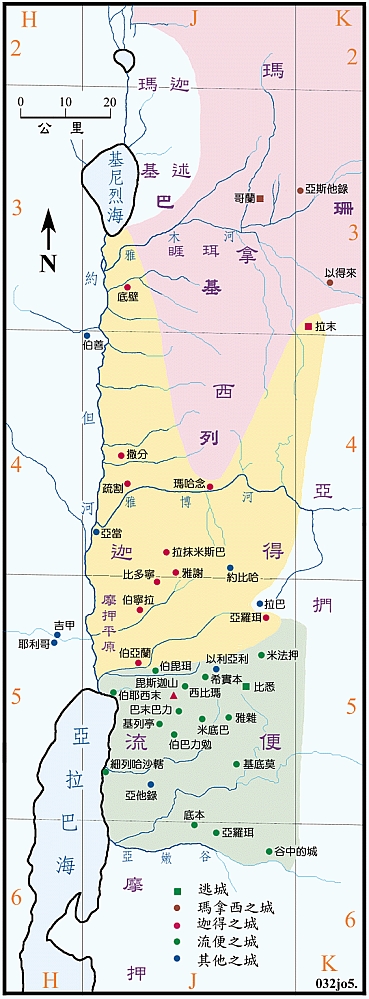 H J K
2 2
瑪 迦 瑪
0 10 20
公 里
基 述
巴
基尼烈海
哥蘭
亞斯他錄
珊
3 3
N
雅 木 河
睚 珥 拿
基
以得來
約
底壁
拉末
伯善
西
列
但
4 4
撒分
疏割
瑪哈念
亞
雅 博 河
河
亞當
迦 得
拉抹米斯巴
比多寧
雅謝
約比哈
捫
摩押平原
伯寧拉
拉巴
亞羅珥
吉甲
耶利哥
伯亞蘭
伯毘珥
以利亞利
米法押
毘斯迦山
希實本
5 5
伯耶西末
西比瑪
比悉
巴末巴力
基列亭
米底巴
雅雜
亞拉巴海
流 便
伯巴力勉
細列哈沙轄
基底莫
亞他錄
底本
亞羅珥
亞 嫩 谷
谷中的城
摩
押
6 6
逃城
瑪拿西之城
迦得之城
流便之城
其他之城
H J K
032jo5.